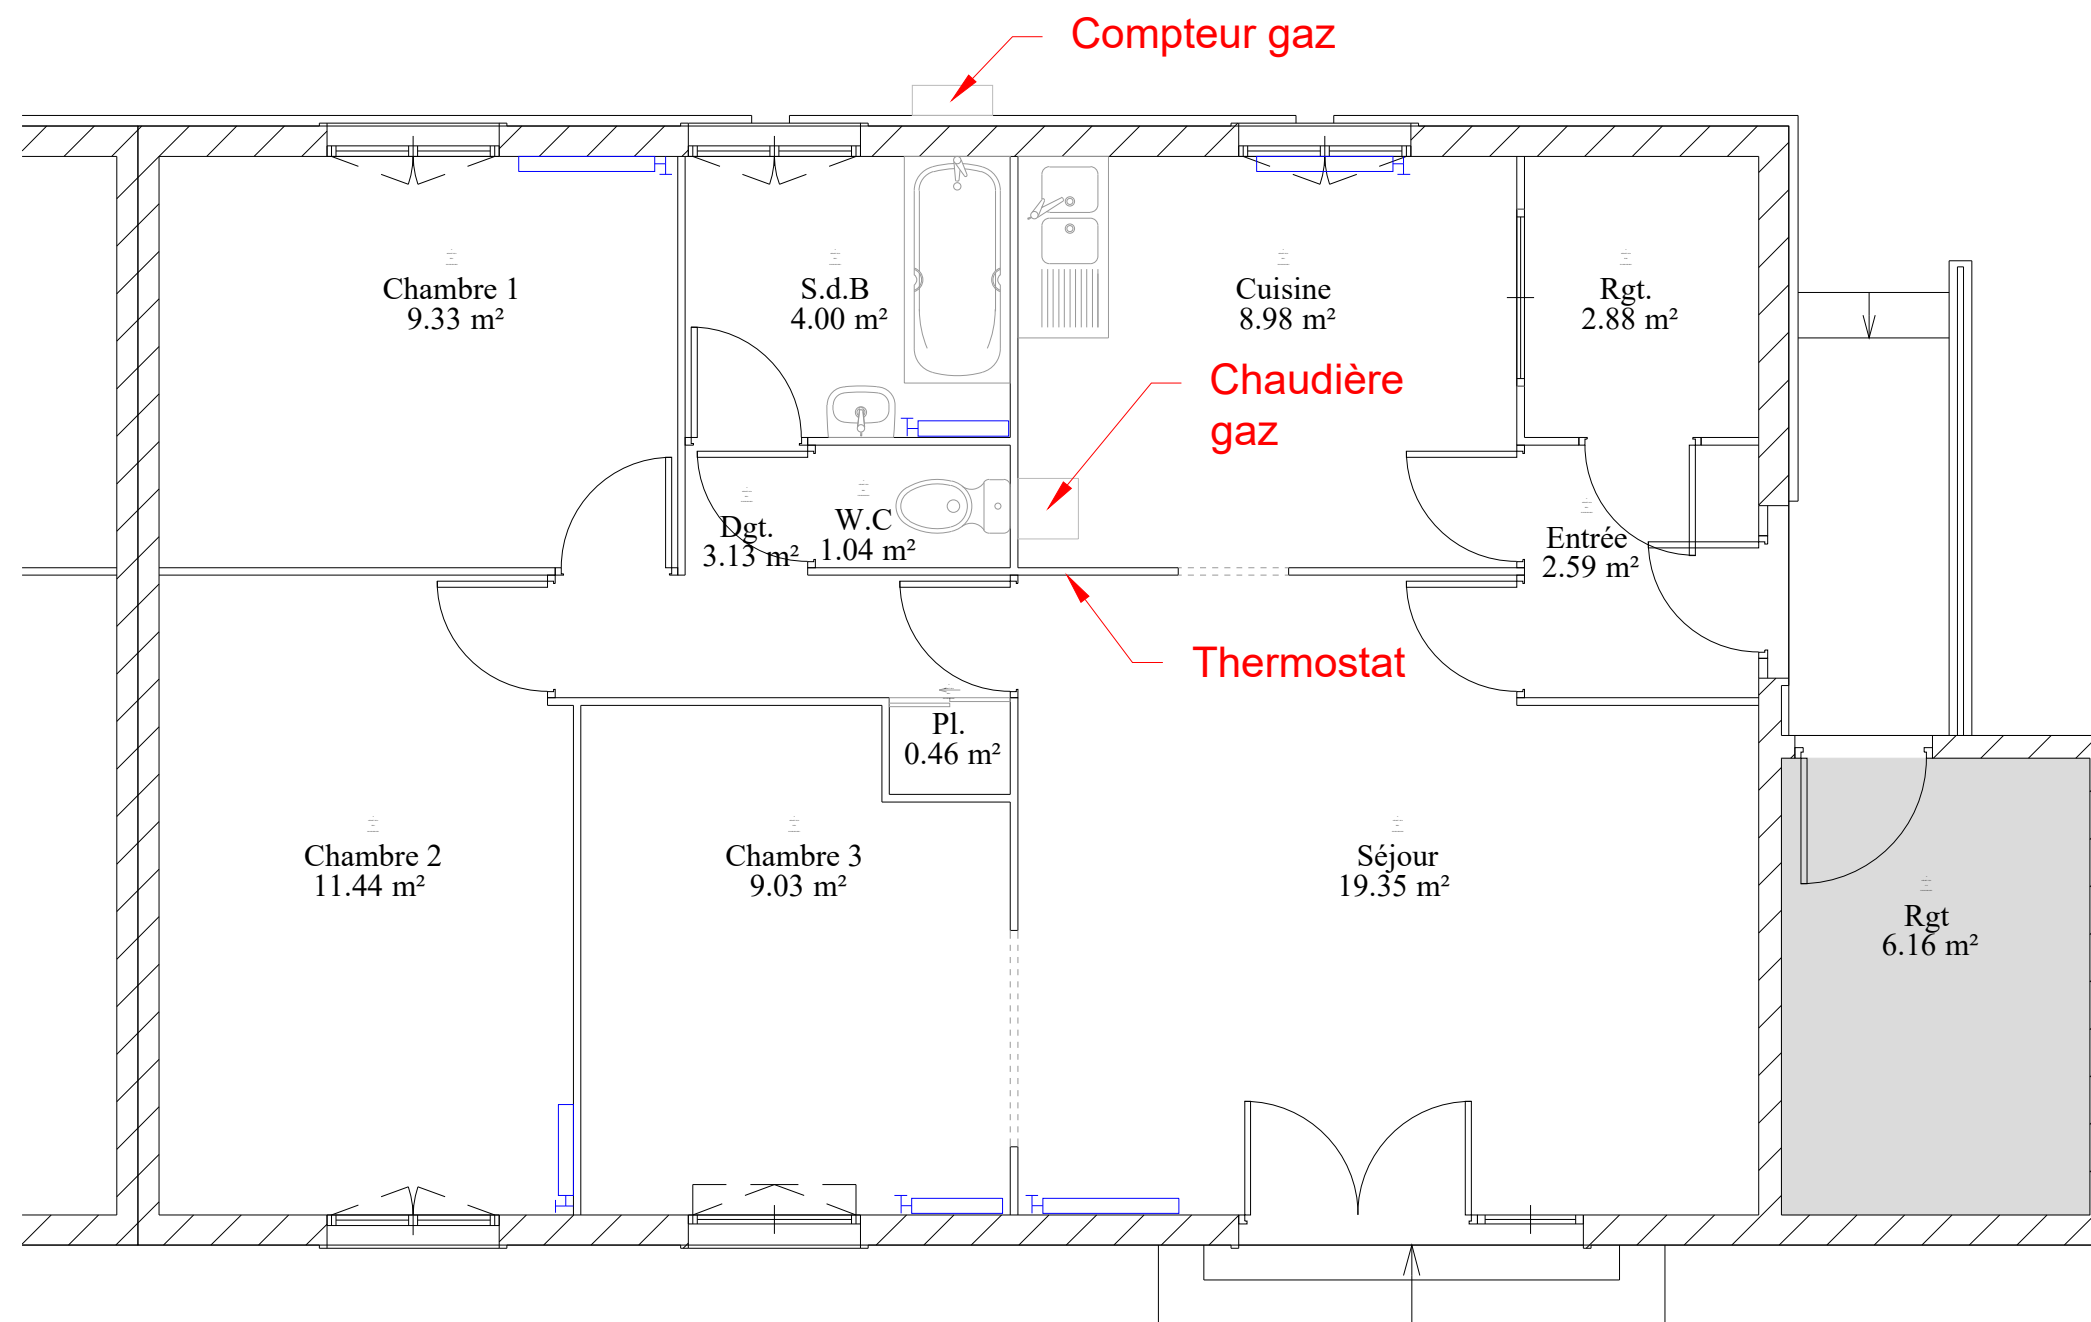 Compteur gaz
Chambre 1
9.33 m²
S.d.B
4.00 m²
Cuisine
8.98 m²
Rgt.
2.88 m²
Chaudière
gaz
Dgt.
3.13 m²
W.C
1.04 m²
Entrée
2.59 m²
Thermostat
Pl.
0.46 m²
Chambre 2
11.44 m²
Chambre 3
9.03 m²
Séjour
19.35 m²
Rgt
6.16 m²